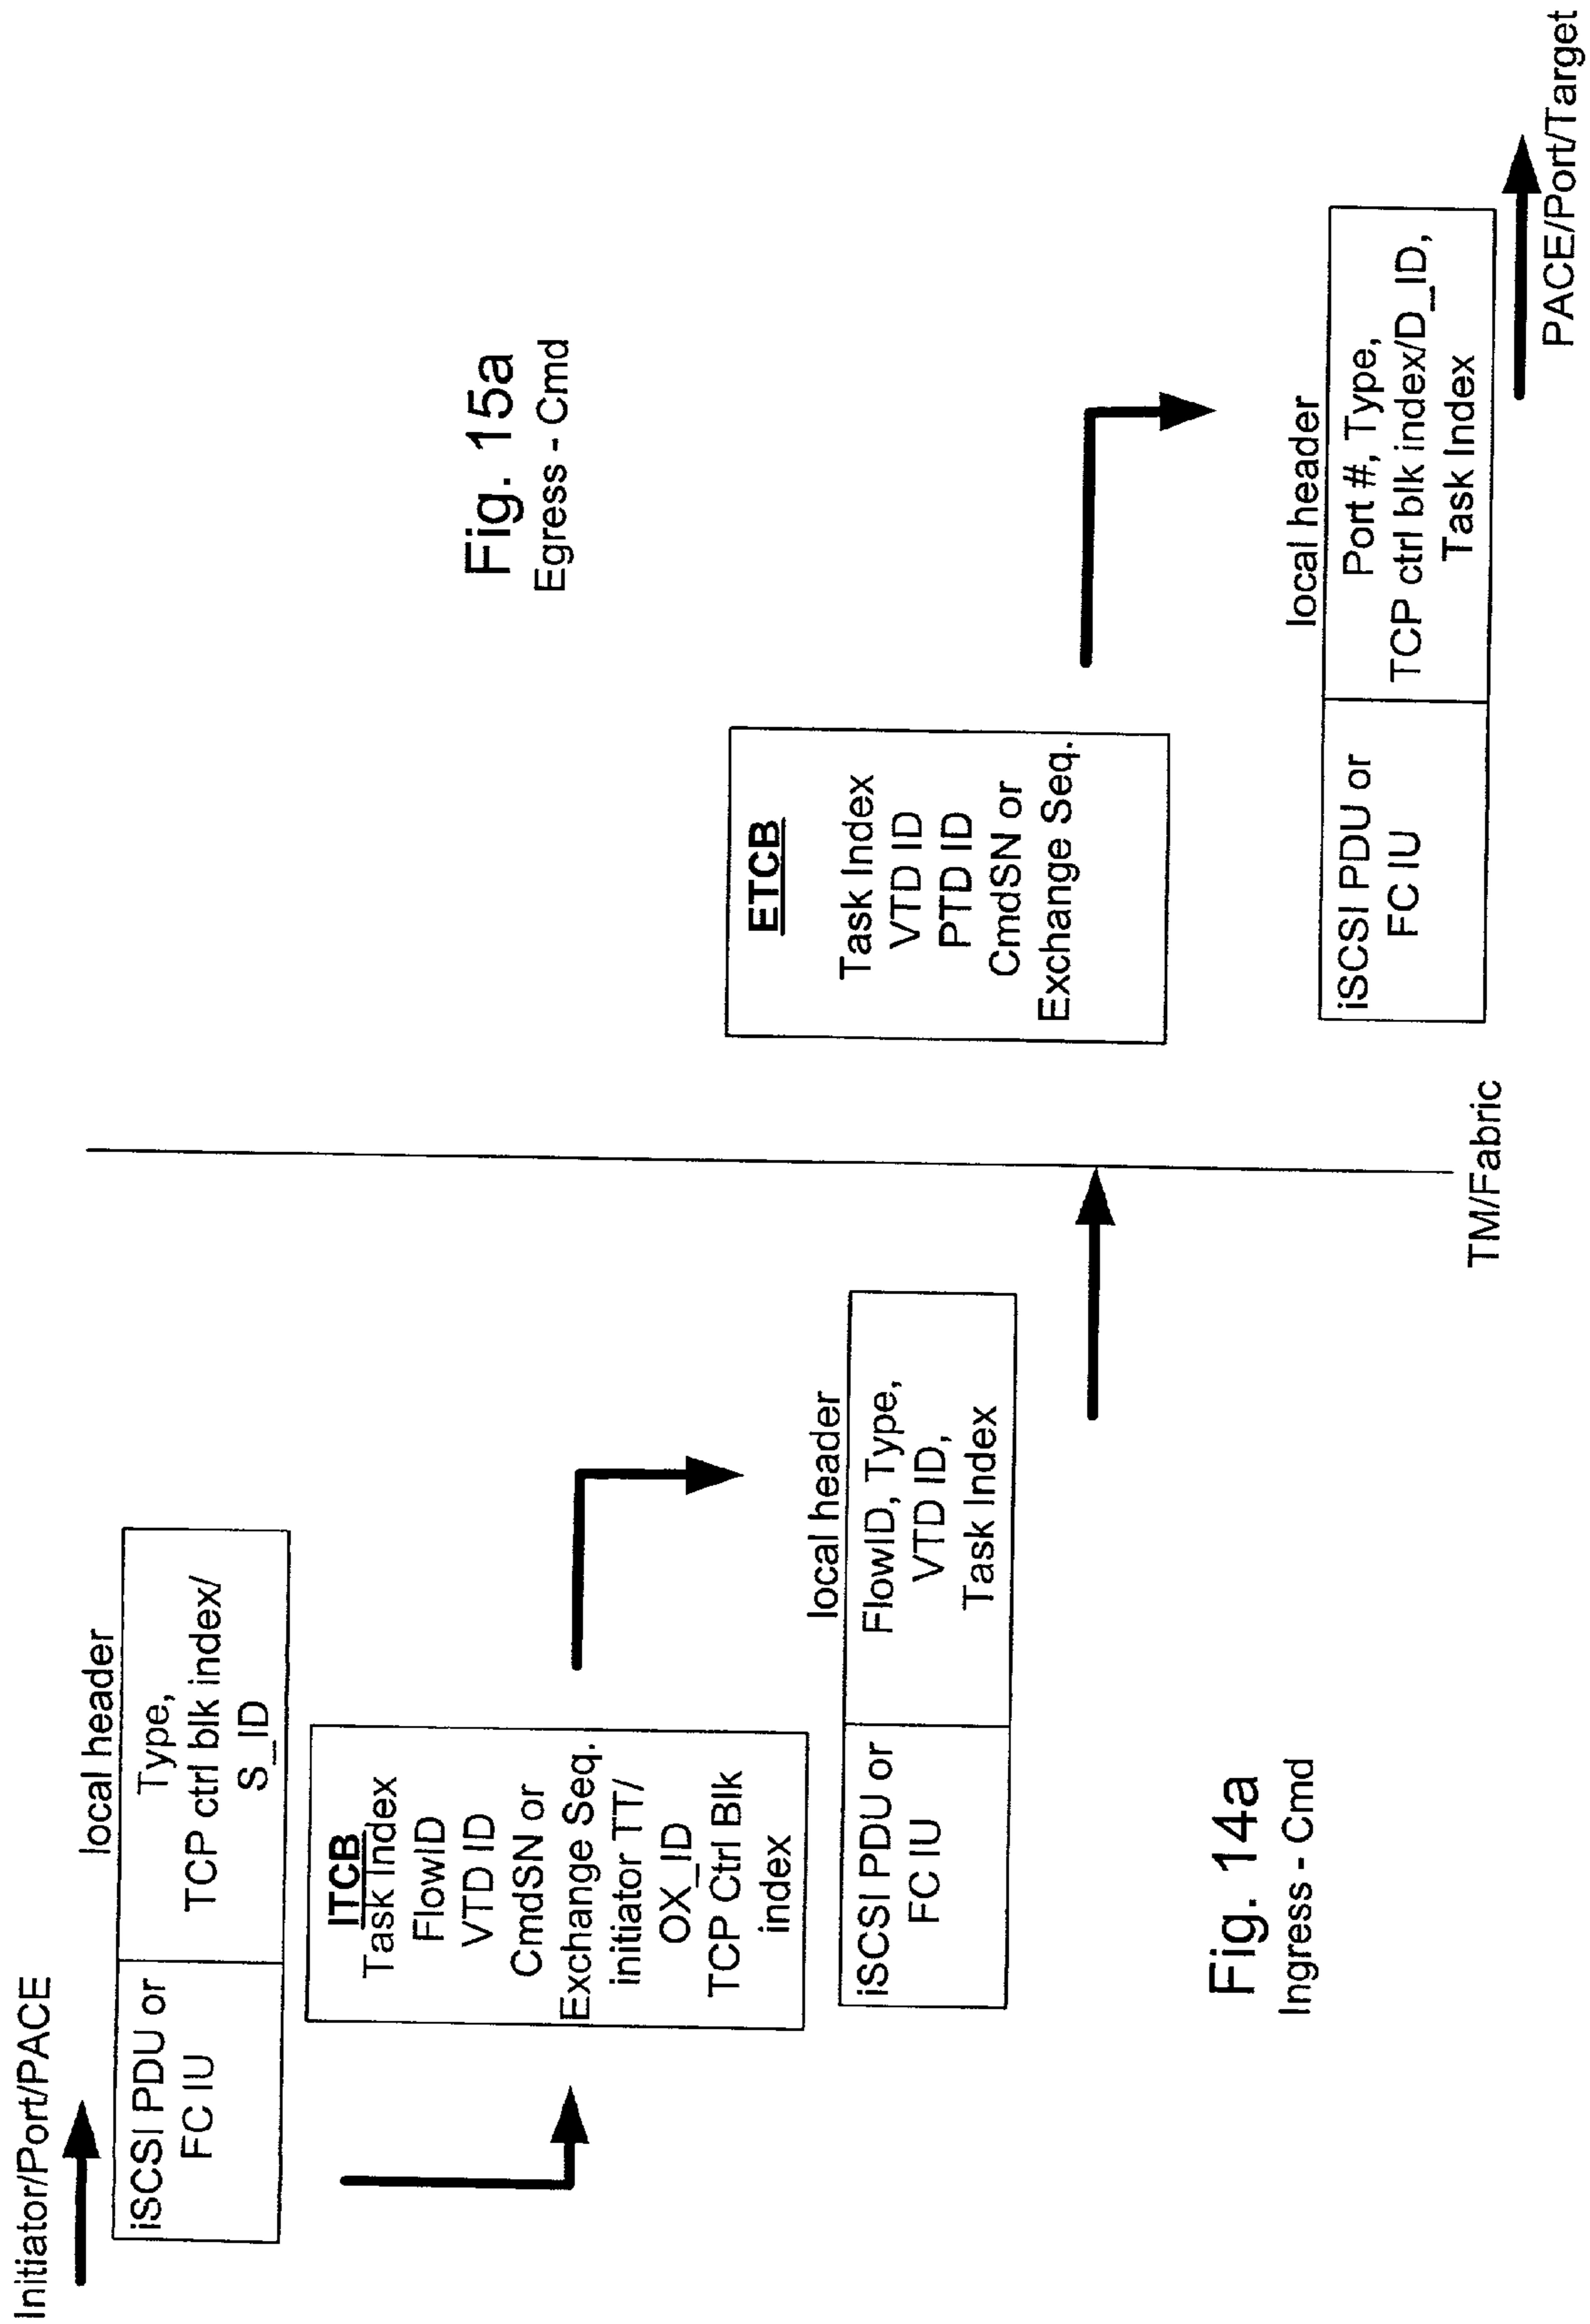 Initiator/Port/PACE
local header
iSCSI PDU or
FC IU
Type,
TCP ctrl blk index/
S_ID
ITCB
Task Index
FlowID
VTD ID
CmdSN or
Exchange Seq.
initiator TT/
OX_ID
TCP Ctrl Blk
index
local header
iSCSI PDU or
FC IU
FlowID, Type,
VTD ID,
Task Index
Fig. 14a
Ingress - Cmd
TM/Fabric
Fig. 15a
Egress - Cmd
ETCB
Task Index
VTD ID
PTD ID
CmdSN or
Exchange Seq.
local header
iSCSI PDU or
FC IU
Port #, Type,
TCP ctrl blk index/D_ID,
Task Index
PACE/Port/Target